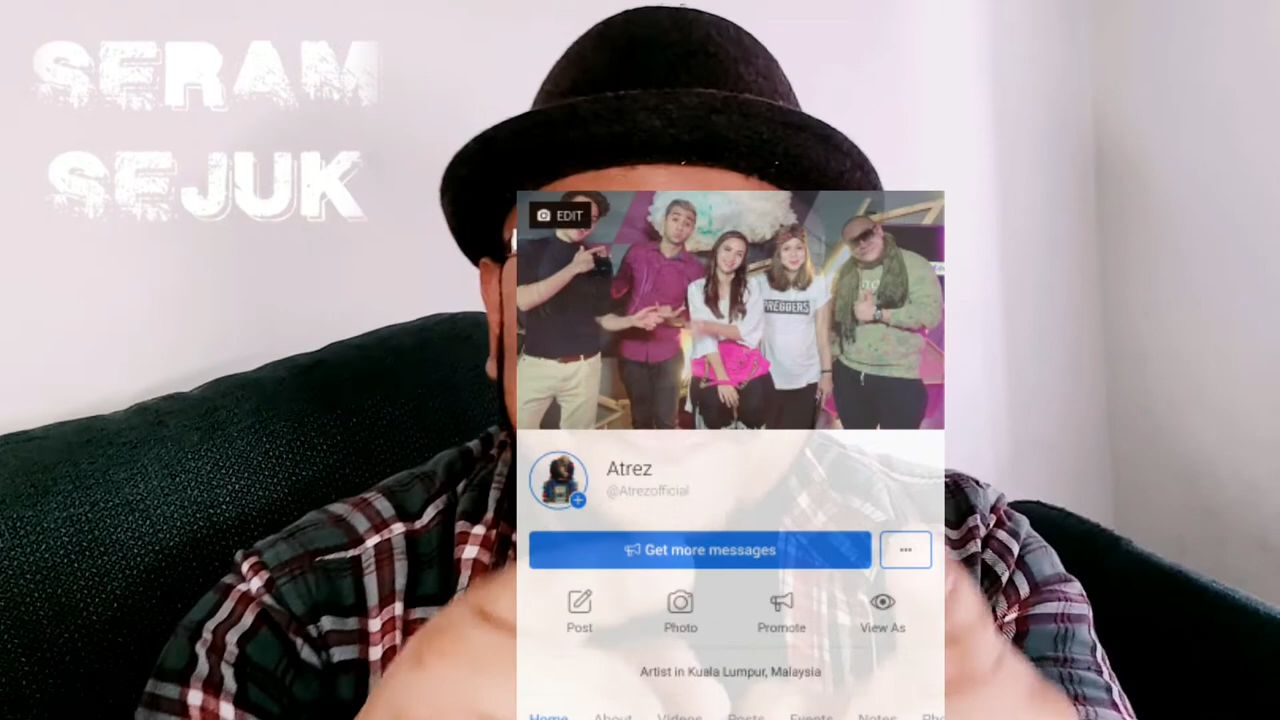 SERAM
SEJUK
EDIT
PREGGERS
Atrez
@Atrezofficial
Get more messages
Post Photo Promote View As
Artist in Kuala Lumpur, Malaysia
Home About Videos Posts Events Notes